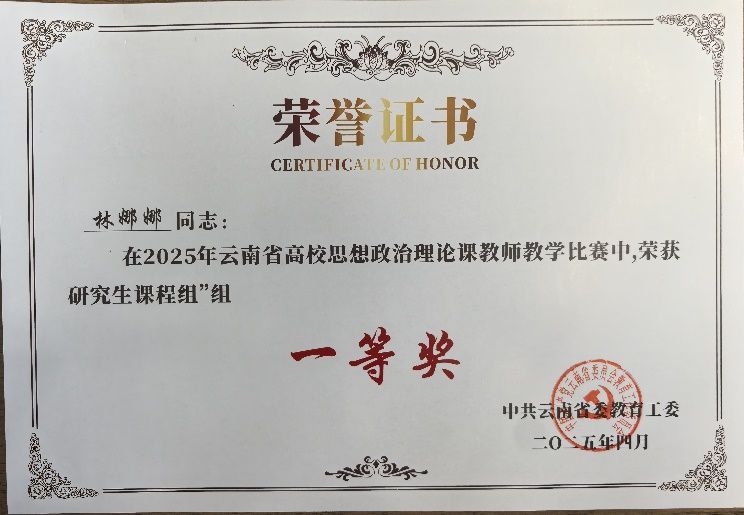 荣誉证书
CERTIFICATE OF HONOR
林娜娜 同志：
在2025年云南省高校思想政治理论课教师教学比赛中,荣获
研究生课程组”组
一等奖
中共云南省委教育工委
二〇二五年四月